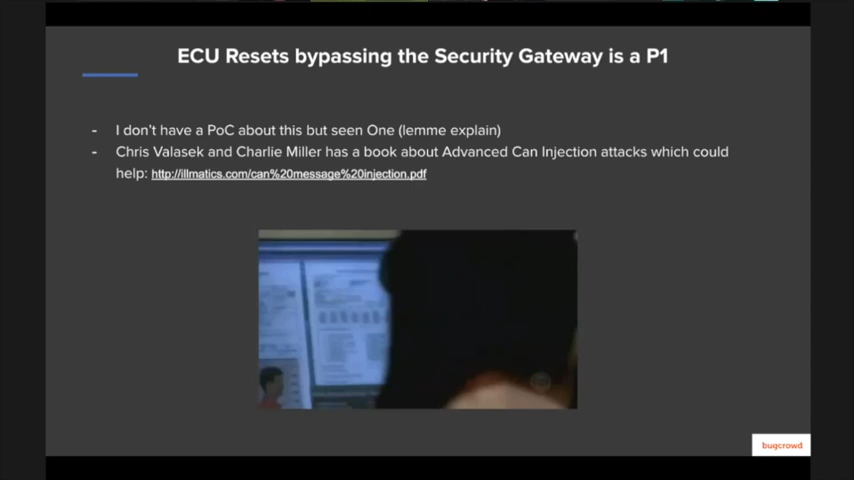 ECU Resets bypassing the Security Gateway is a P1
- I don't have a PoC about this but seen One (lemme explain)
- Chris Valasek and Charlie Miller has a book about Advanced Can Injection attacks which could
help: http://illmatics.com/can%20message%20injection.pdf
bugcrowd